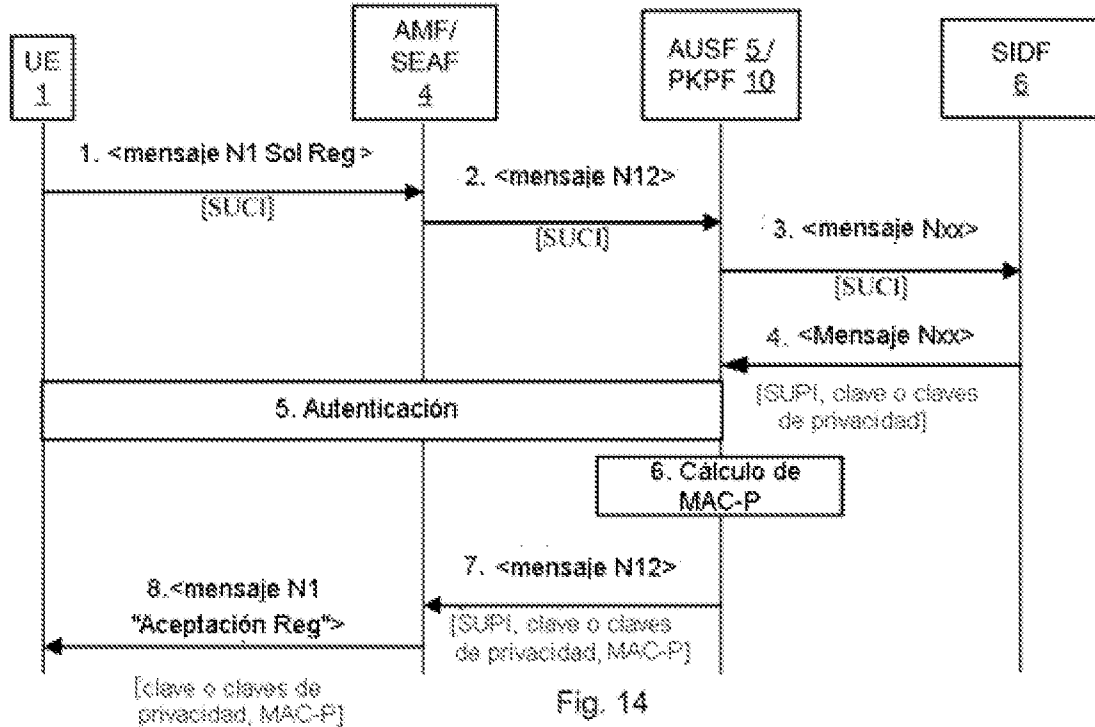 UE
1
AMF/
SEAF
4
AUSF 5/
PKPF 10
SIDF
6
1. <mensaje N1 Sol Reg>
[SUCI]
2. <mensaje N12>
[SUCI]
3. <mensaje Nxx>
[SUCI]
4. <Mensaje Nxx>
[SUPI, clave o claves
de privacidad]
5. Autenticación
6. Cálculo de
MAC-P
7. <mensaje N12>
[SUPI, clave o claves
de privacidad, MAC-P]
8.<mensaje N1
"Aceptación Reg">
[clave o claves de
privacidad, MAC-P]
Fig. 14